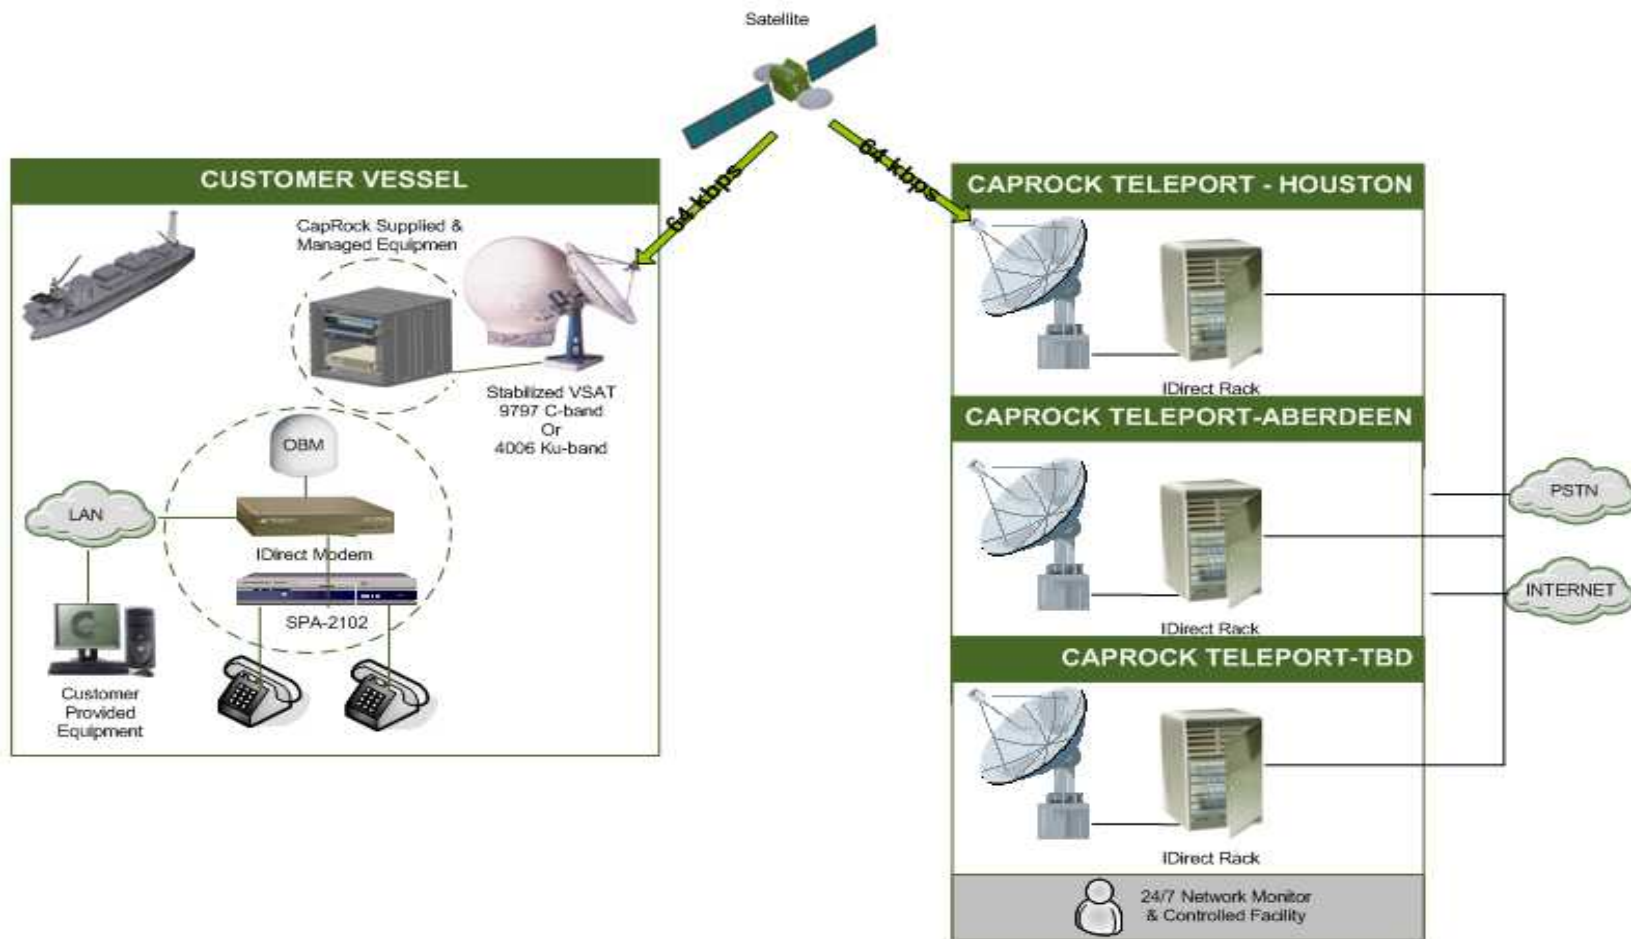 Satellite
64 kbps
64 kbps
CUSTOMER VESSEL
CapRock Supplied &
Managed Equipmen
Stabilized VSAT
9797 C-band
Or
4006 Ku-band
OBM
LAN
IDirect Modem
SPA-2102
Customer
Provided
Equipment
CAPROCK TELEPORT - HOUSTON
IDirect Rack
CAPROCK TELEPORT-ABERDEEN
IDirect Rack
CAPROCK TELEPORT-TBD
IDirect Rack
24/7 Network Monitor
& Controlled Facility
PSTN
INTERNET